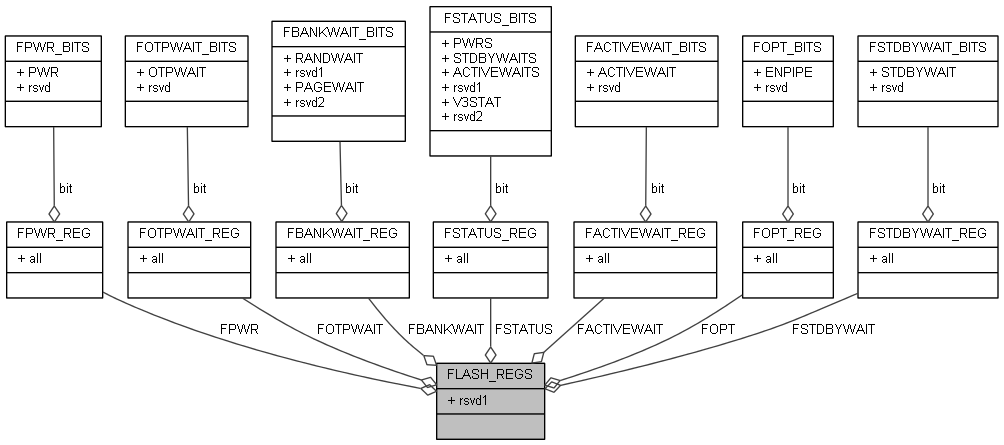 FPWR_BITS
+ PWR
+ rsvd
FOTPWAIT_BITS
+ OTPWAIT
+ rsvd
FBANKWAIT_BITS
+ RANDWAIT
+ rsvd1
+ PAGEWAIT
+ rsvd2
FSTATUS_BITS
+ PWRS
+ STDBYWAITS
+ ACTIVEWAITS
+ rsvd1
+ V3STAT
+ rsvd2
FACTIVEWAIT_BITS
+ ACTIVEWAIT
+ rsvd
FOPT_BITS
+ ENPIPE
+ rsvd
FSTDBYWAIT_BITS
+ STDBYWAIT
+ rsvd
bit
bit
bit
bit
bit
bit
bit
FPWR_REG
+ all
FOTPWAIT_REG
+ all
FBANKWAIT_REG
+ all
FSTATUS_REG
+ all
FACTIVEWAIT_REG
+ all
FOPT_REG
+ all
FSTDBYWAIT_REG
+ all
FPWR
FOTPWAIT
FBANKWAIT
FSTATUS
FACTIVEWAIT
FOPT
FSTDBYWAIT
FLASH_REGS
+ rsvd1